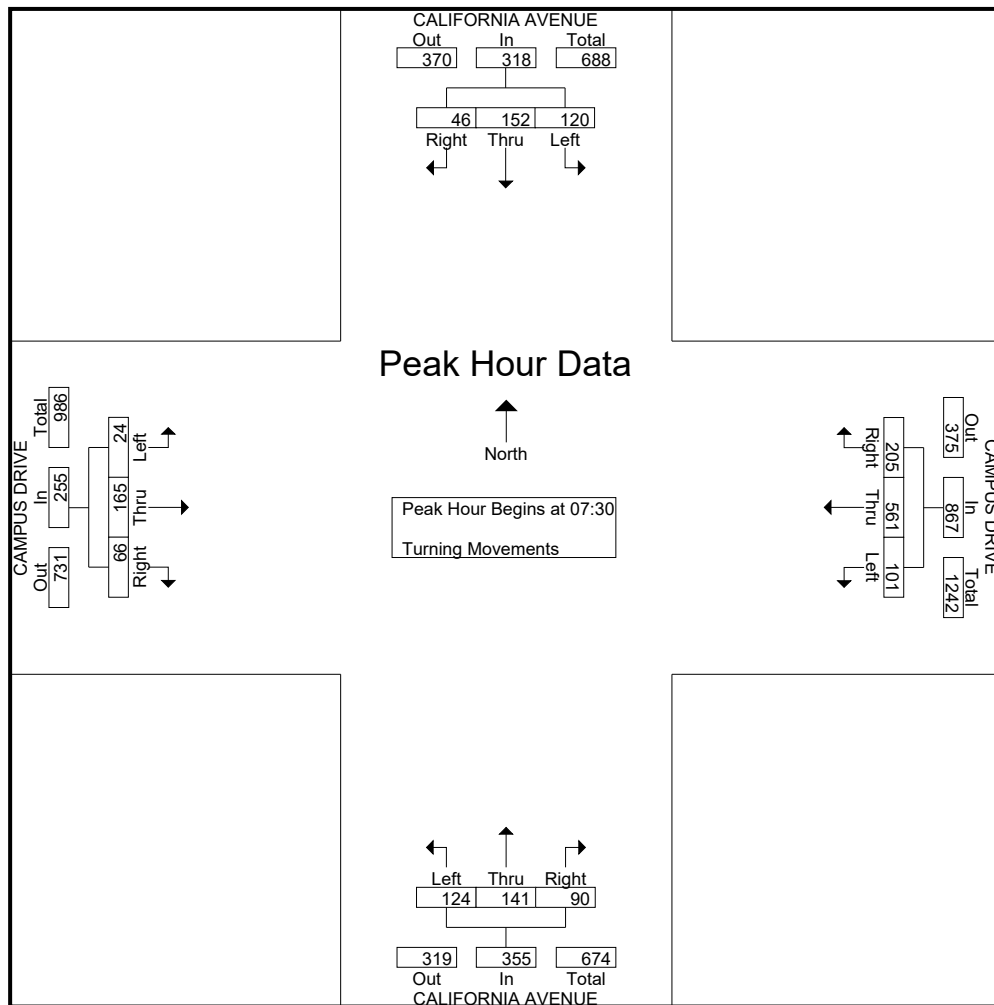 CALIFORNIA AVENUE
Out In Total
370 318 688
46 152 120
Right Thru Left
Peak Hour Data
North
Peak Hour Begins at 07:30
Turning Movements
CAMPUS DRIVE
Out In Total
731 255 986
Right Thru Left
66 165 24
CAMPUS DRIVE
Out In Total
375 867 1242
205 561 101
Right Thru Left
Left Thru Right
124 141 90
319 355 674
Out In Total
CALIFORNIA AVENUE